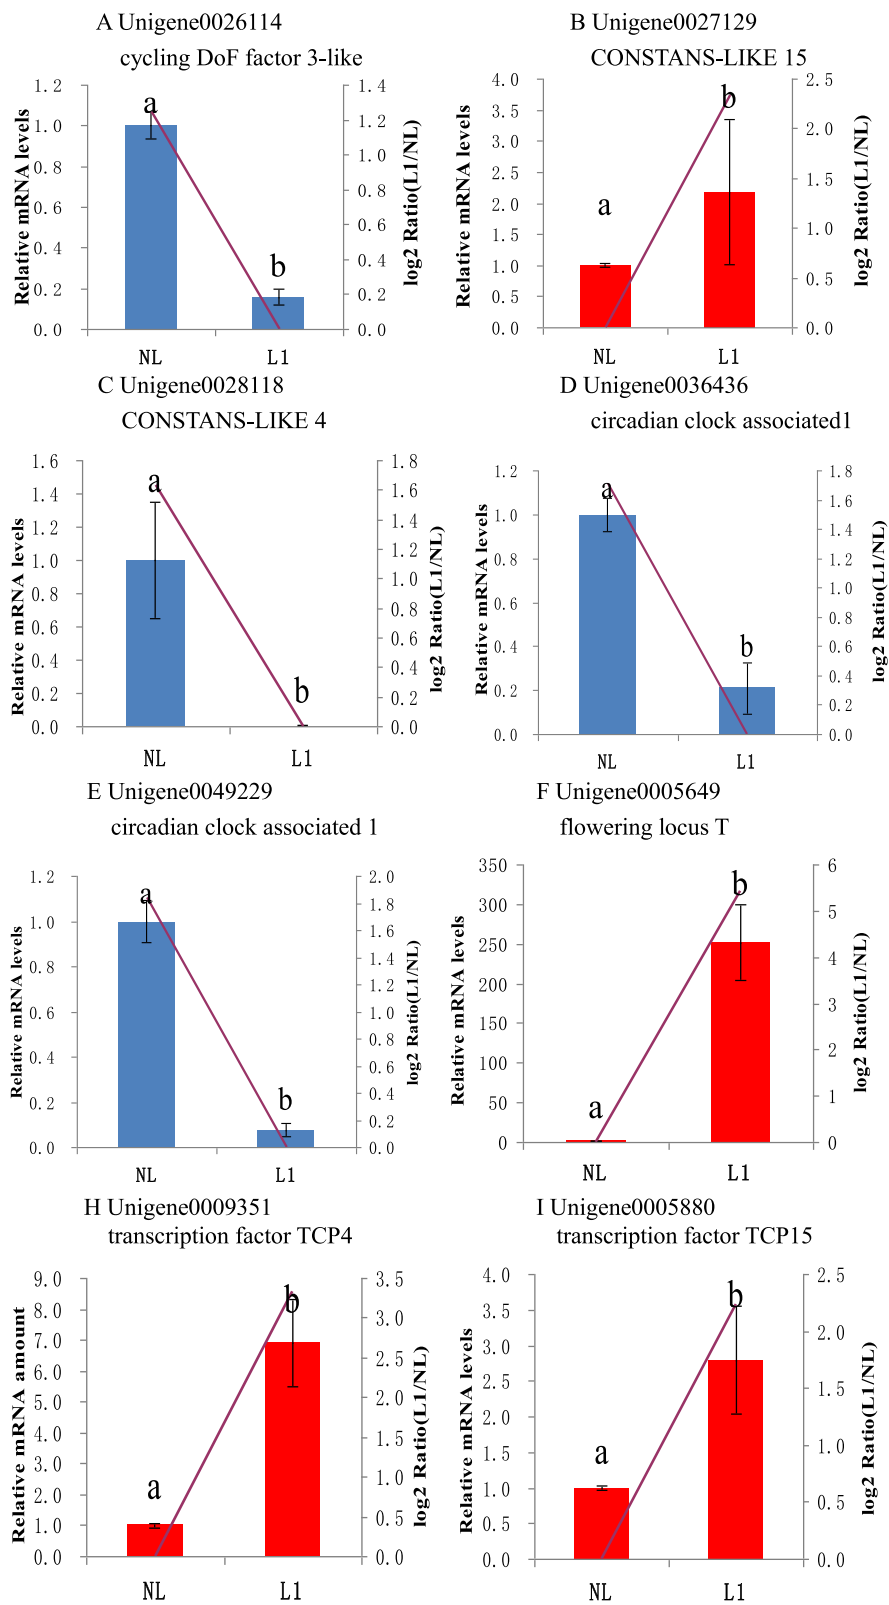 A Unigene0026114
cycling DoF factor 3-like
Relative mRNA levels
1.2
1.0
0.8
0.6
0.4
0.2
0.0
a
b
1.4
1.2
1.0
0.8
0.6
0.4
0.2
0.0
log2 Ratio(L1/NL)
NL
L1
B Unigene0027129
CONSTANS-LIKE 15
Relative mRNA levels
4.0
3.5
3.0
2.5
2.0
1.5
1.0
0.5
0.0
a
b
2.5
2.0
1.5
1.0
0.5
0.0
log2 Ratio(L1/NL)
NL
L1
C Unigene0028118
CONSTANS-LIKE 4
Relative mRNA levels
1.6
1.4
1.2
1.0
0.8
0.6
0.4
0.2
0.0
a
b
1.8
1.6
1.4
1.2
1.0
0.8
0.6
0.4
0.2
0.0
log2 Ratio(L1/NL)
NL
L1
D Unigene0036436
circadian clock associated1
Relative mRNA levels
1.2
1.0
0.8
0.6
0.4
0.2
0.0
a
b
1.8
1.6
1.4
1.2
1.0
0.8
0.6
0.4
0.2
0.0
log2 Ratio(L1/NL)
NL
L1
E Unigene0049229
circadian clock associated 1
Relative mRNA levels
1.2
1.0
0.8
0.6
0.4
0.2
0.0
a
b
2.0
1.8
1.6
1.4
1.2
1.0
0.8
0.6
0.4
0.2
0.0
log2 Ratio(L1/NL)
NL
L1
F Unigene0005649
flowering locus T
Relative mRNA levels
350
300
250
200
150
100
50
0
a
b
6
5
4
3
2
1
0
log2 Ratio(L1/NL)
NL
L1
H Unigene0009351
transcription factor TCP4
Relative mRNA amount
9.0
8.0
7.0
6.0
5.0
4.0
3.0
2.0
1.0
0.0
a
b
3.5
3.0
2.5
2.0
1.5
1.0
0.5
0.0
log2 Ratio(L1/NL)
NL
L1
I Unigene0005880
transcription factor TCP15
Relative mRNA levels
4.0
3.5
3.0
2.5
2.0
1.5
1.0
0.5
0.0
a
b
2.5
2.0
1.5
1.0
0.5
0.0
log2 Ratio(L1/NL)
NL
L1